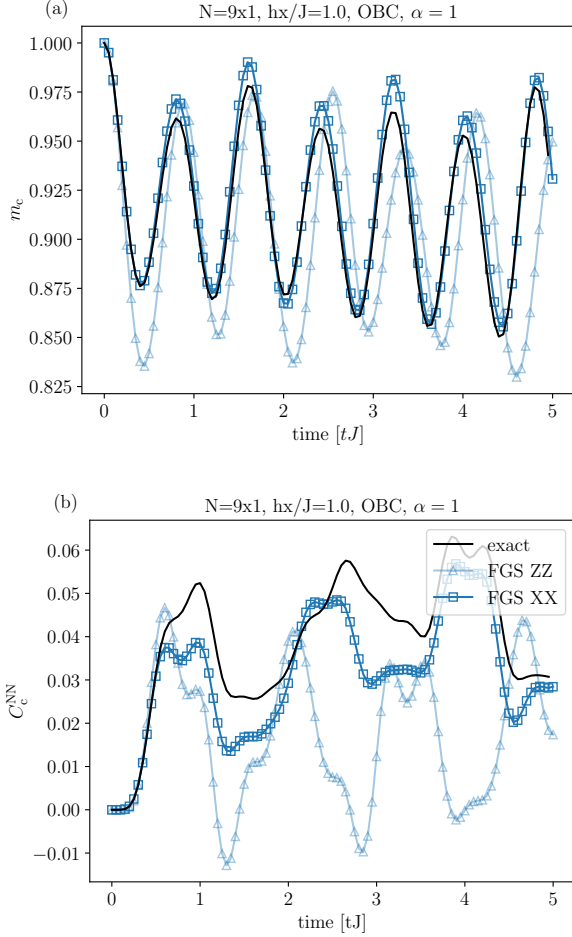 (a)
N=9x1, hx/J=1.0, OBC, α = 1
1.000
0.975
0.950
0.925
0.900
0.875
0.850
0.825
m_c
0 1 2 3 4 5
time [tJ]
(b)
N=9x1, hx/J=1.0, OBC, α = 1
exact
FGS ZZ
FGS XX
0.06
0.05
0.04
0.03
0.02
0.01
0.00
−0.01
C_c^NN
0 1 2 3 4 5
time [tJ]